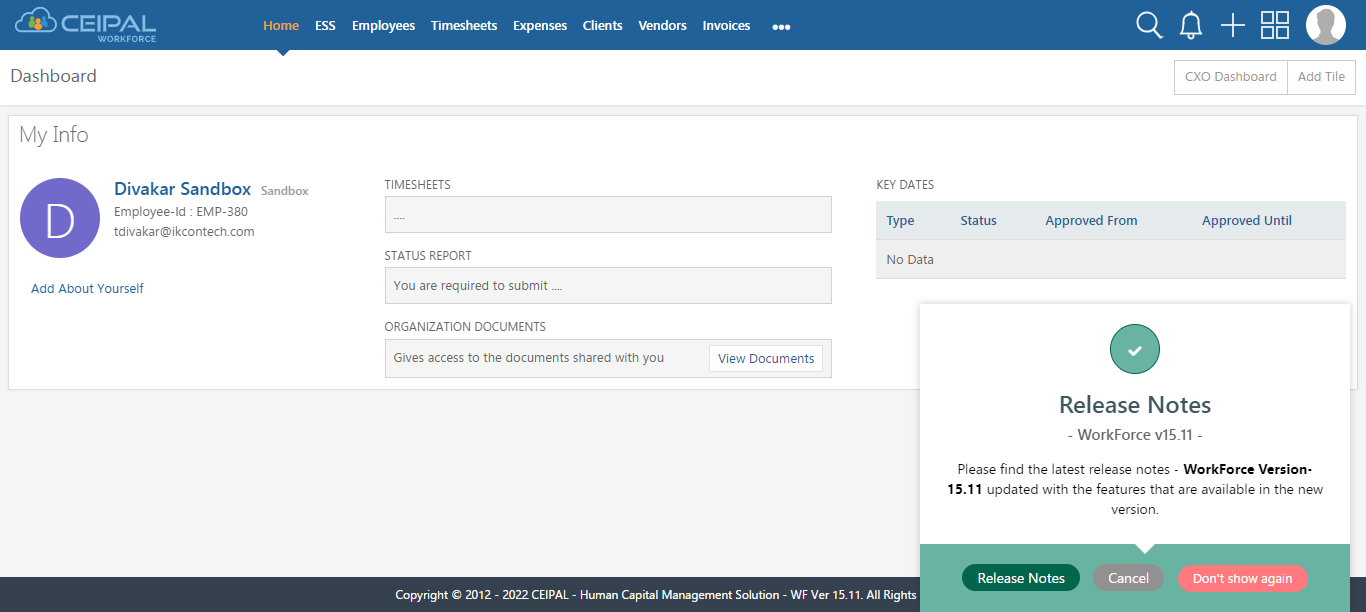 CEIPAL
WORKFORCE
Home ESS Employees Timesheets Expenses Clients Vendors Invoices
Dashboard
CXO Dashboard Add Tile
My Info
D
Divakar Sandbox Sandbox
Employee-Id : EMP-380
tdivakar@ikcontech.com
Add About Yourself
TIMESHEETS
....
STATUS REPORT
You are required to submit ....
ORGANIZATION DOCUMENTS
Gives access to the documents shared with you View Documents
KEY DATES
Type Status Approved From Approved Until
No Data
Release Notes
- WorkForce v15.11 -
Please find the latest release notes - WorkForce Version-
15.11 updated with the features that are available in the new
version.
Release Notes Cancel Don't show again
Copyright © 2012 - 2022 CEIPAL - Human Capital Management Solution - WF Ver 15.11. All Rights